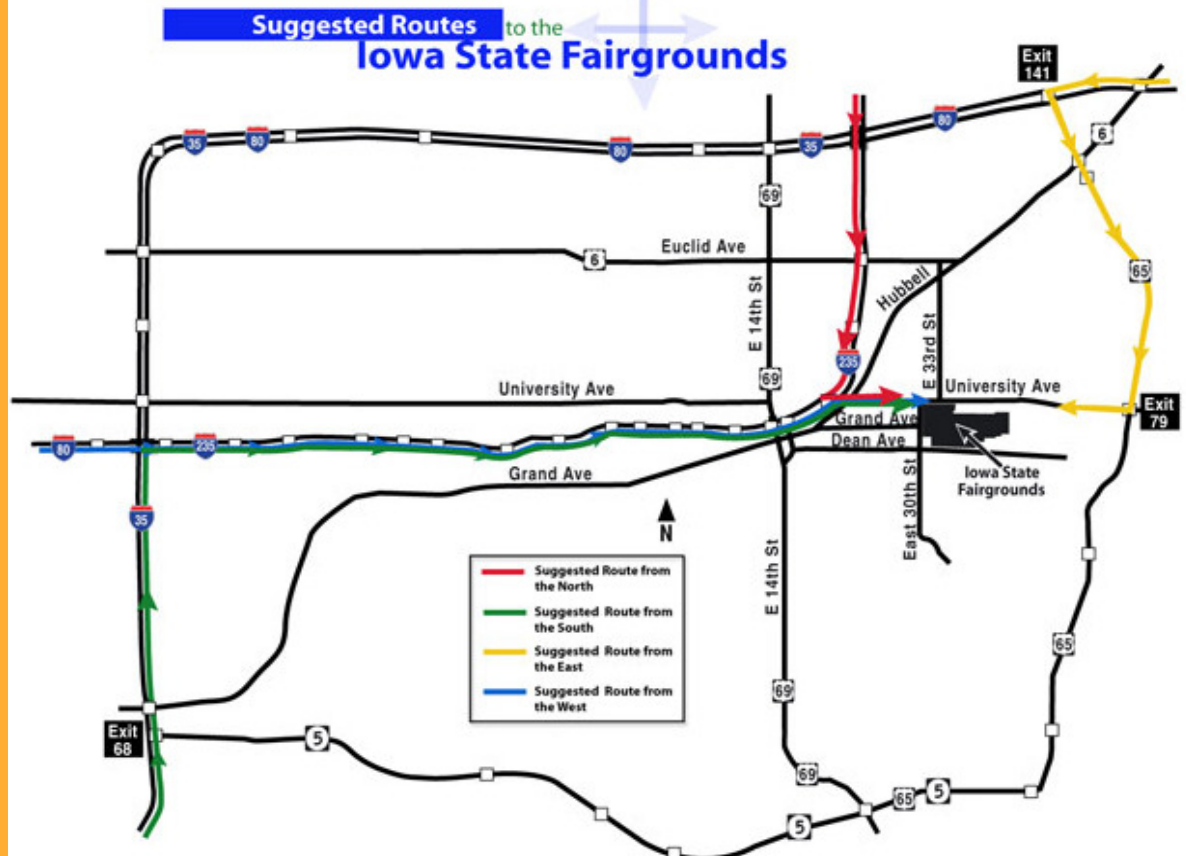 Suggested Routes to the
Iowa State Fairgrounds
Exit
141
35
80
80
35
80
6
69
Euclid Ave
6
65
Hubbell
E 14th St
E 33rd St
235
69
University Ave
University Ave
Exit
79
Grand Ave
Dean Ave
80
235
Grand Ave
Iowa State
Fairgrounds
35
N
East 30th St
E 14th St
Suggested Route from
the North
Suggested Route from
the South
Suggested Route from
the East
Suggested Route from
the West
65
69
Exit
68
5
69
65
5
5